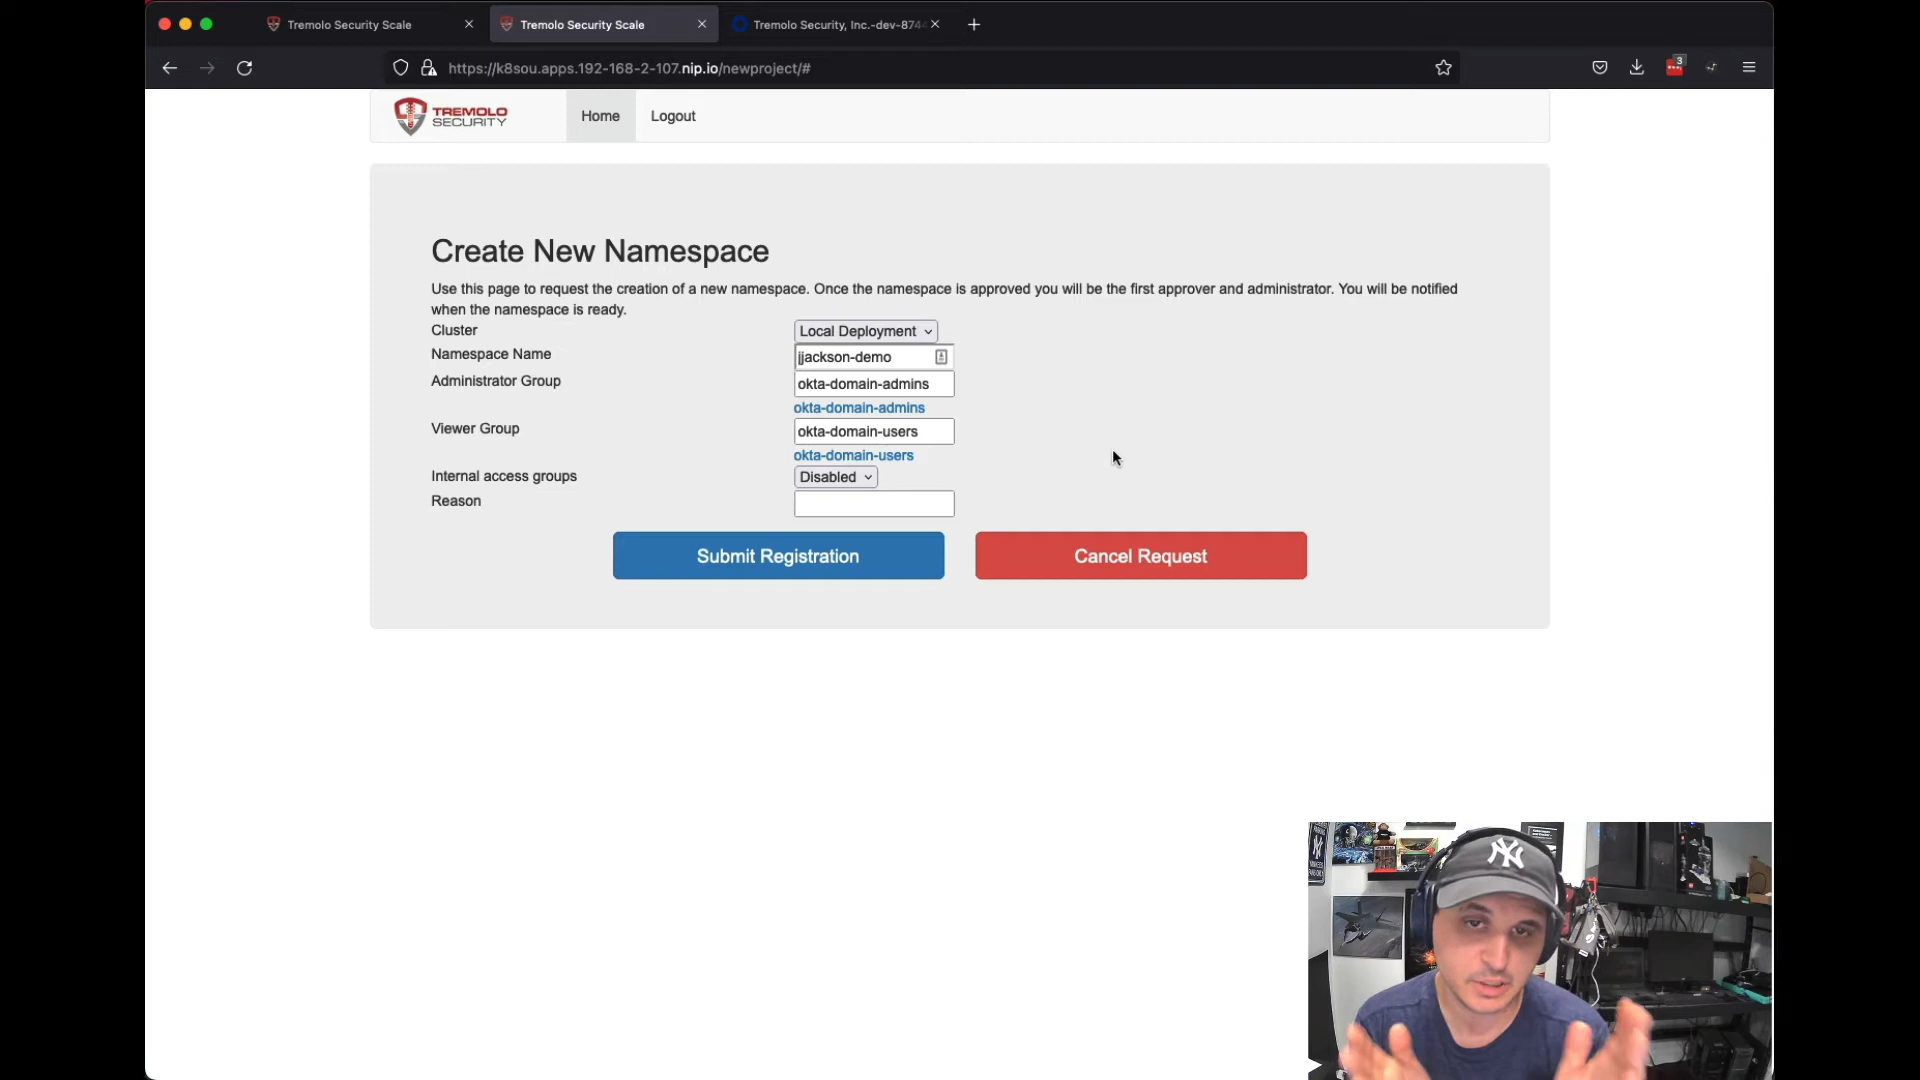 Tremolo Security Scale
Tremolo Security Scale
Tremolo Security, Inc.-dev-874
https://k8sou.apps.192-168-2-107.nip.io/newproject/#
3
TREMOLO
SECURITY
Home
Logout
Create New Namespace
Use this page to request the creation of a new namespace. Once the namespace is approved you will be the first approver and administrator. You will be notified
when the namespace is ready.
Cluster
Local Deployment
Namespace Name
jjackson-demo
Administrator Group
okta-domain-admins
okta-domain-admins
Viewer Group
okta-domain-users
okta-domain-users
Internal access groups
Disabled
Reason
Submit Registration
Cancel Request
NY